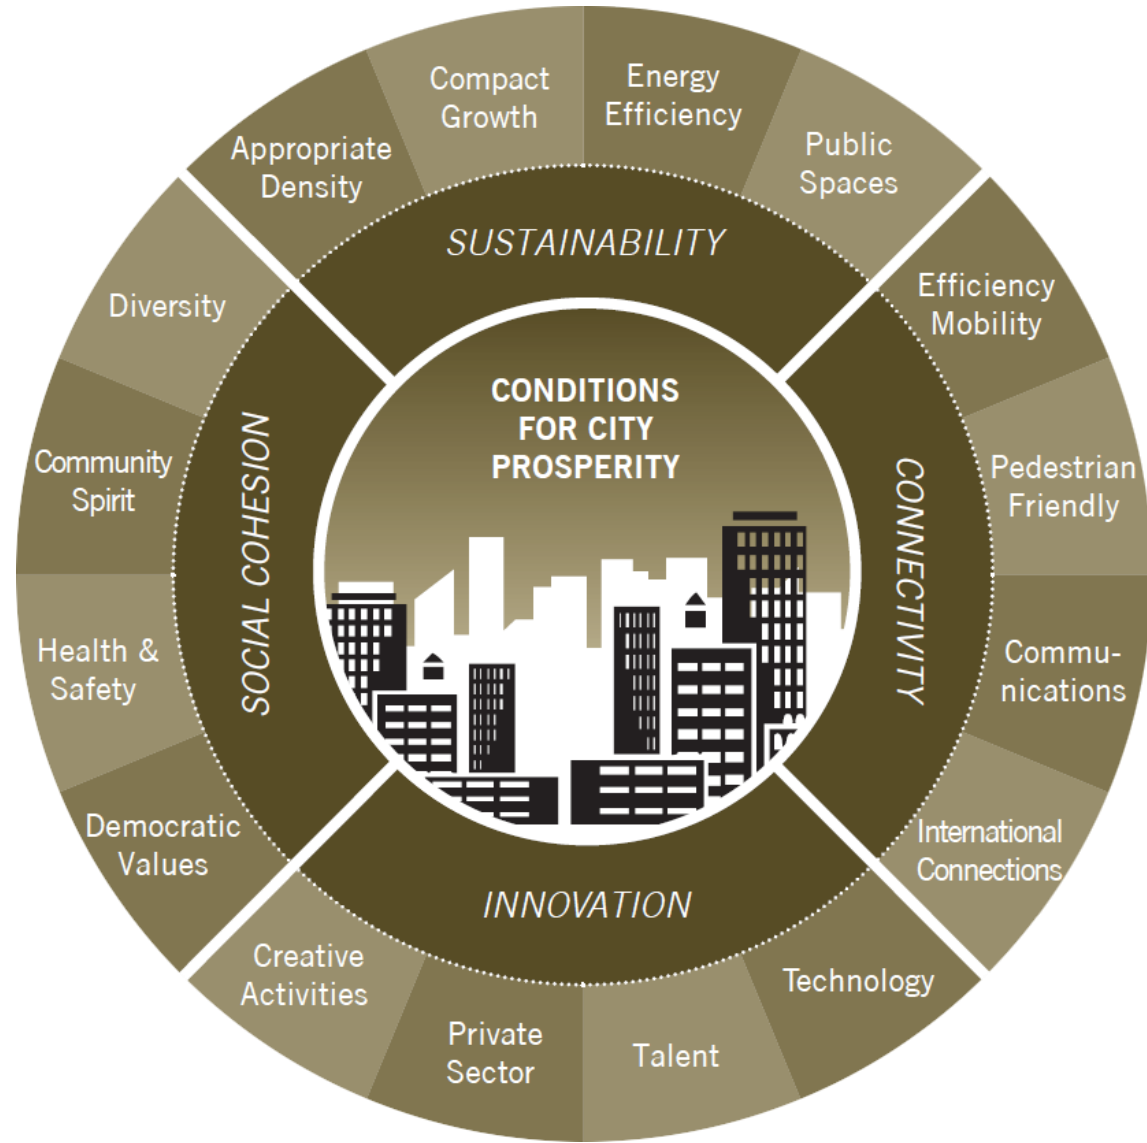 CONDITIONS
FOR CITY
PROSPERITY
SUSTAINABILITY
Appropriate
Density
Compact
Growth
Energy
Efficiency
Public
Spaces
CONNECTIVITY
Efficiency
Mobility
Pedestrian
Friendly
Commu-
nications
International
Connections
INNOVATION
Technology
Talent
Private
Sector
Creative
Activities
SOCIAL COHESION
Democratic
Values
Health &
Safety
Community
Spirit
Diversity